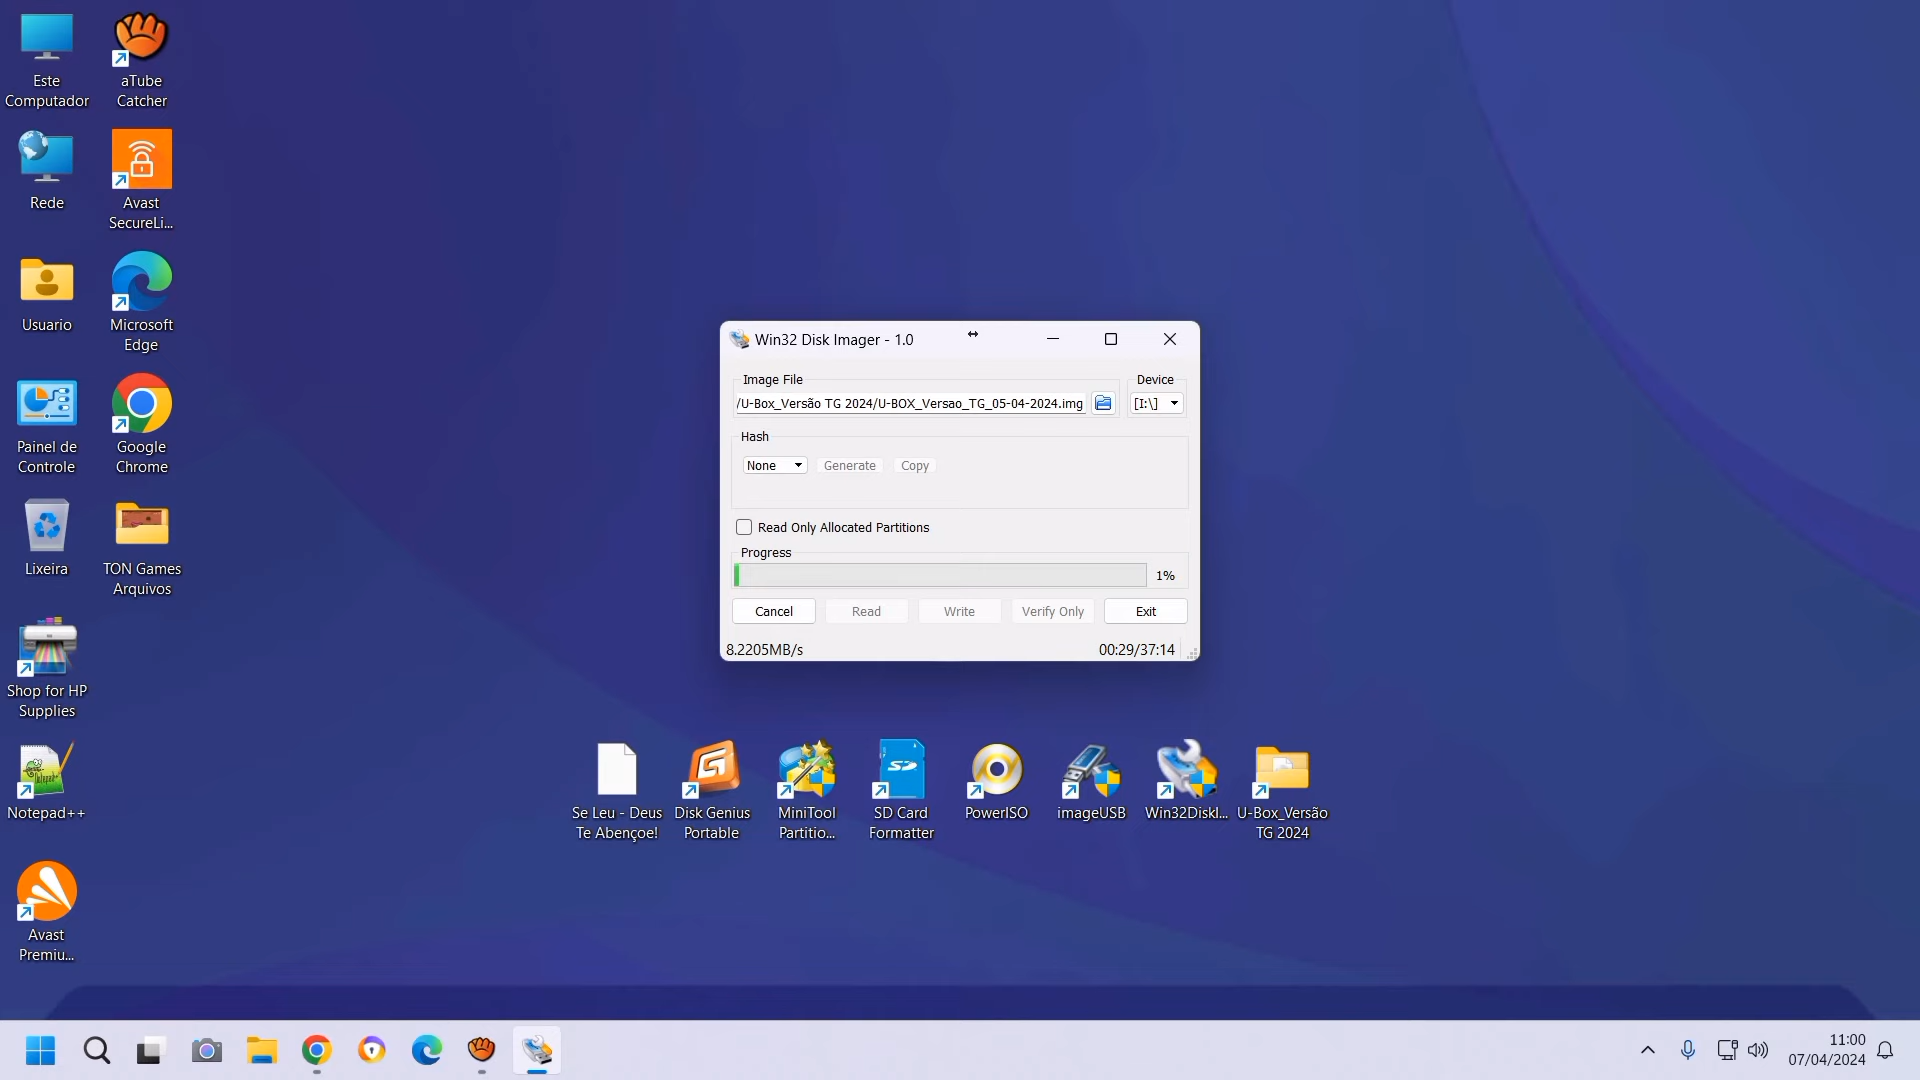 Este
Computador
aTube
Catcher
Rede
Avast
SecureLi...
Usuario
Microsoft
Edge
Painel de
Controle
Google
Chrome
Lixeira
TON Games
Arquivos
Shop for HP
Supplies
Notepad++
Avast
Premiu...
Win32 Disk Imager - 1.0
Image File
Device
/U-Box_Versão TG 2024/U-BOX_Versao_TG_05-04-2024.img
[I:\]
Hash
None
Generate
Copy
Read Only Allocated Partitions
Progress
1%
Cancel
Read
Write
Verify Only
Exit
8.2205MB/s
00:29/37:14
Se Leu - Deus
Te Abençoe!
Disk Genius
Portable
MiniTool
Partitio...
SD Card
Formatter
PowerISO
imageUSB
Win32DiskI...
U-Box_Versão
TG 2024
11:00
07/04/2024